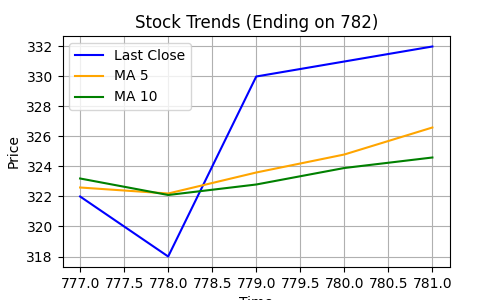 Stock Trends (Ending on 782)
Last Close
MA 5
MA 10
Price
332
330
328
326
324
322
320
318
777.0 777.5 778.0 778.5 779.0 779.5 780.0 780.5 781.0
Time